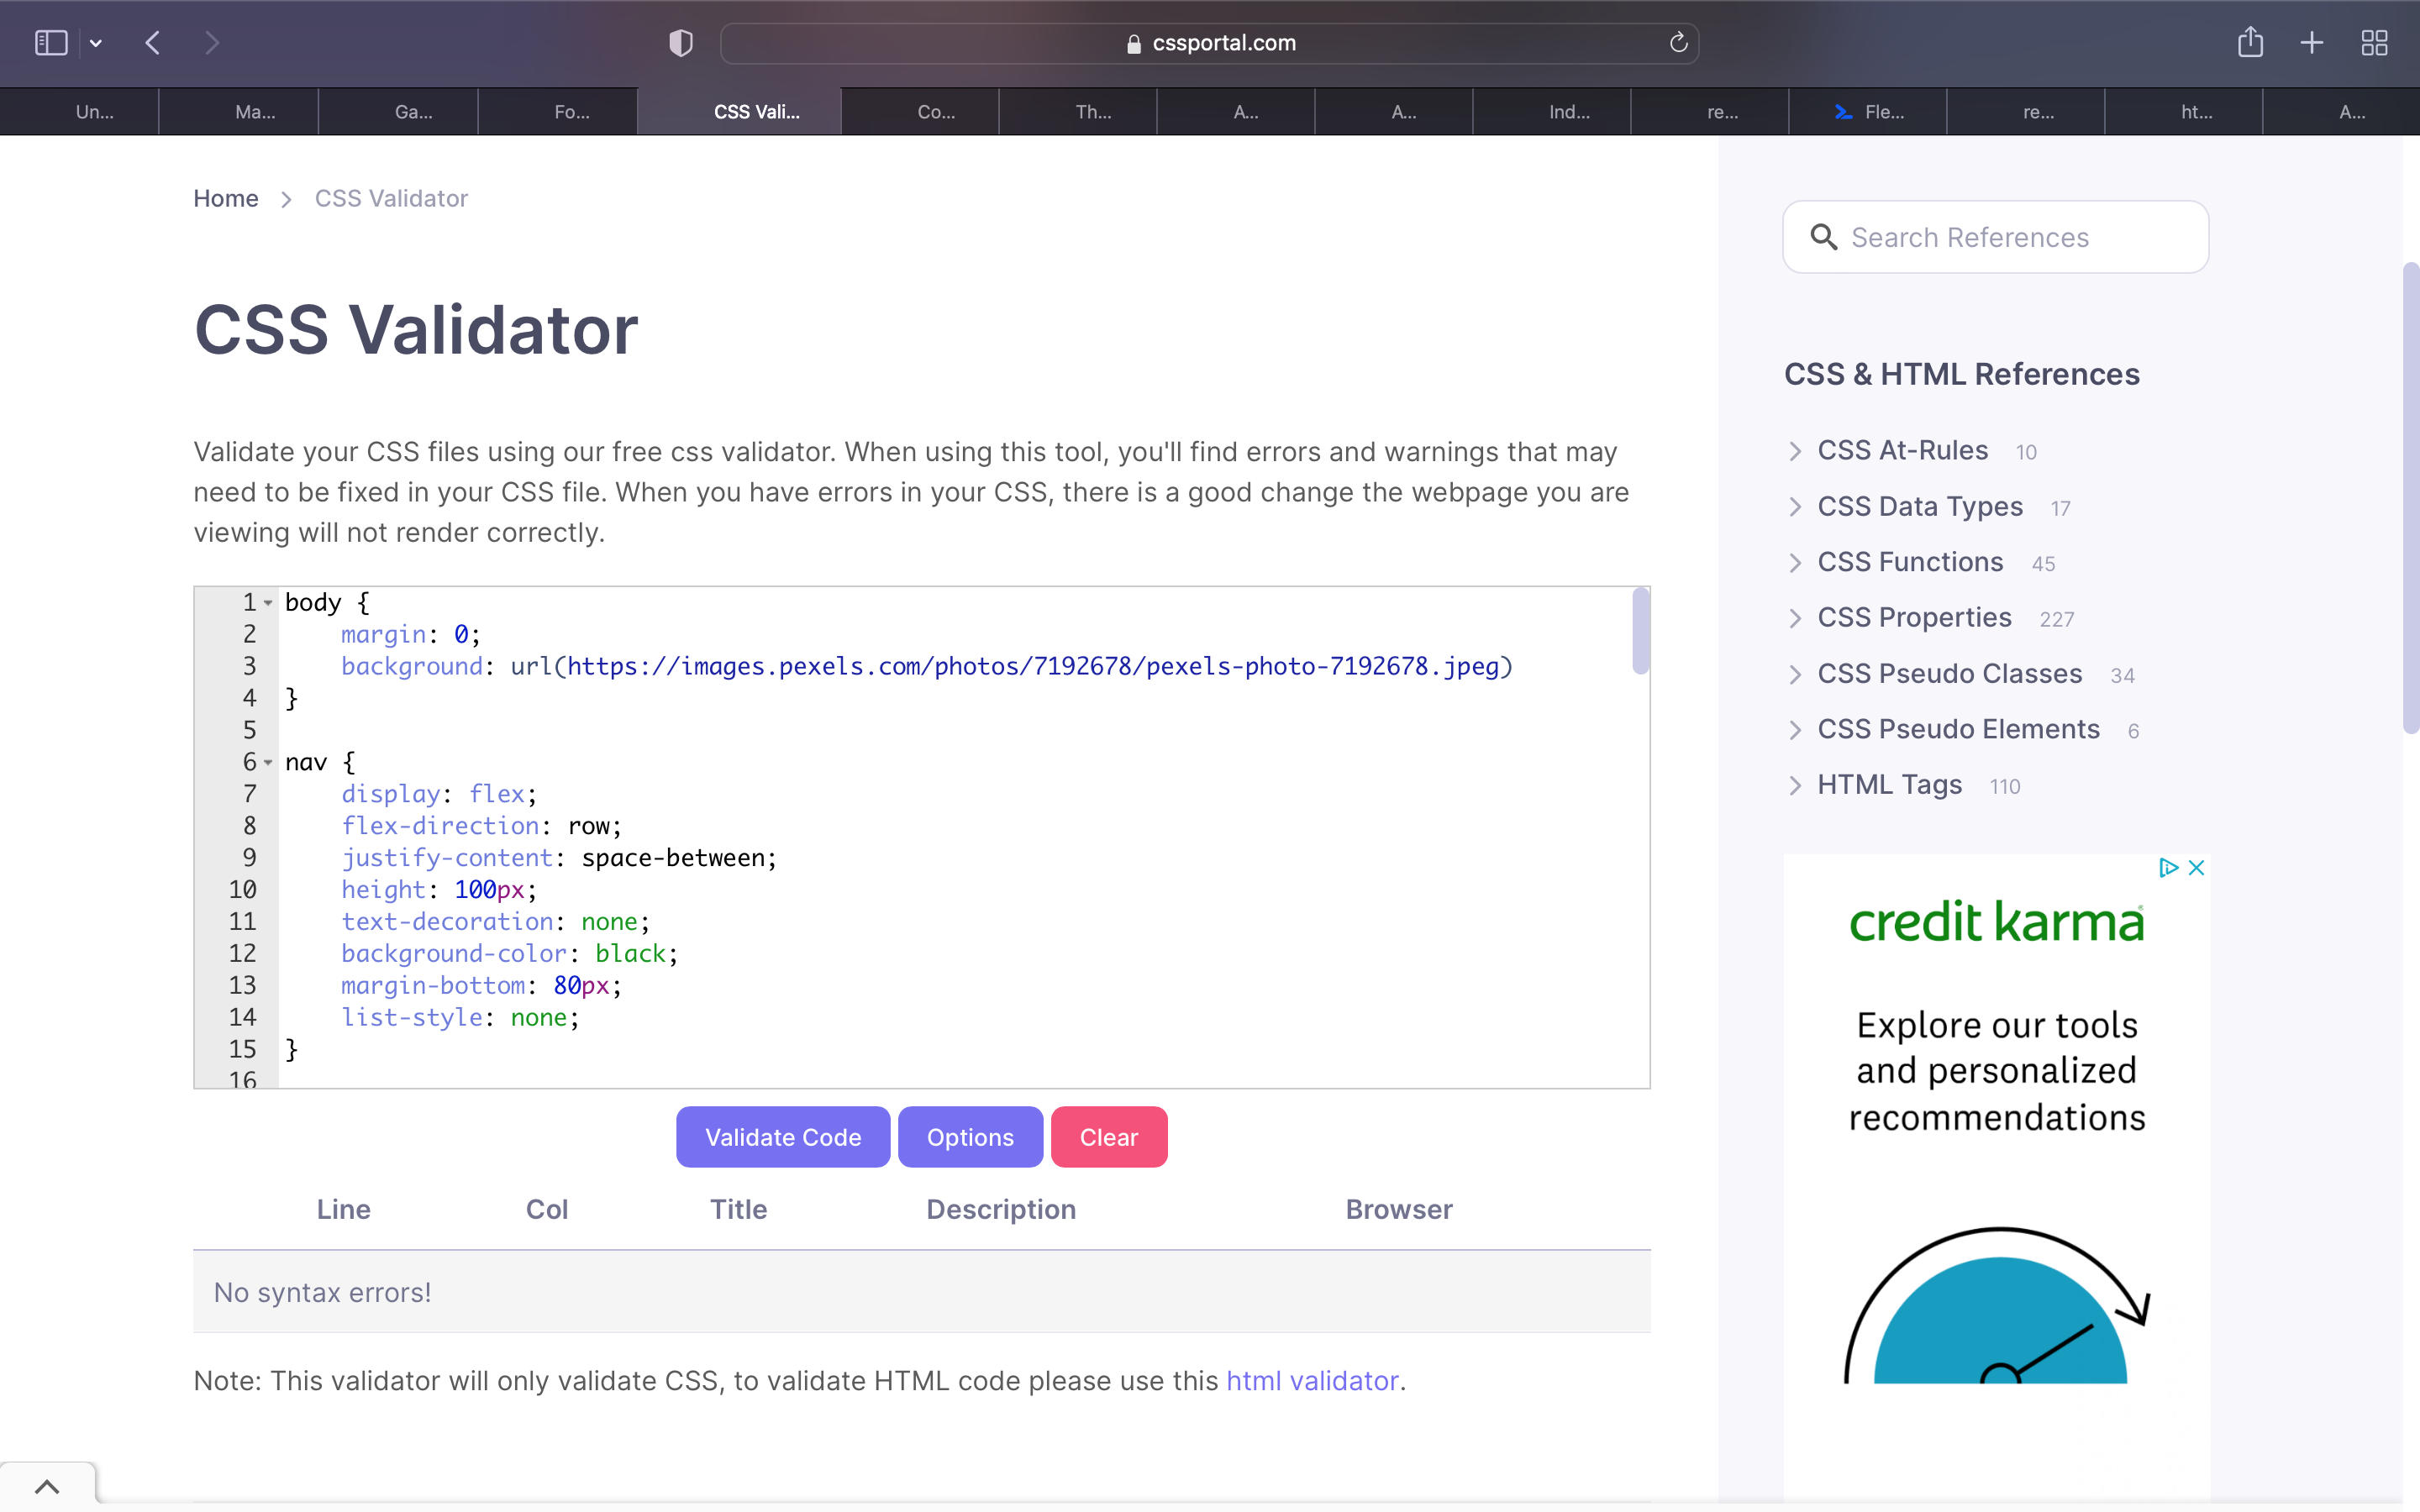 cssportal.com
Un...
Ma...
Ga...
Fo...
CSS Vali...
Co...
Th...
A...
A...
Ind...
re...
Fle...
re...
ht...
A...
Home > CSS Validator
CSS Validator
Validate your CSS files using our free css validator. When using this tool, you'll find errors and warnings that may
need to be fixed in your CSS file. When you have errors in your CSS, there is a good change the webpage you are
viewing will not render correctly.
1 body {
2     margin: 0;
3     background: url(https://images.pexels.com/photos/7192678/pexels-photo-7192678.jpeg)
4 }
5
6 nav {
7     display: flex;
8     flex-direction: row;
9     justify-content: space-between;
10     height: 100px;
11     text-decoration: none;
12     background-color: black;
13     margin-bottom: 80px;
14     list-style: none;
15 }
16
Validate Code Options Clear
Line Col Title Description Browser
No syntax errors!
Note: This validator will only validate CSS, to validate HTML code please use this html validator.
Search References
CSS & HTML References
CSS At-Rules 10
CSS Data Types 17
CSS Functions 45
CSS Properties 227
CSS Pseudo Classes 34
CSS Pseudo Elements 6
HTML Tags 110
credit karma
Explore our tools
and personalized
recommendations